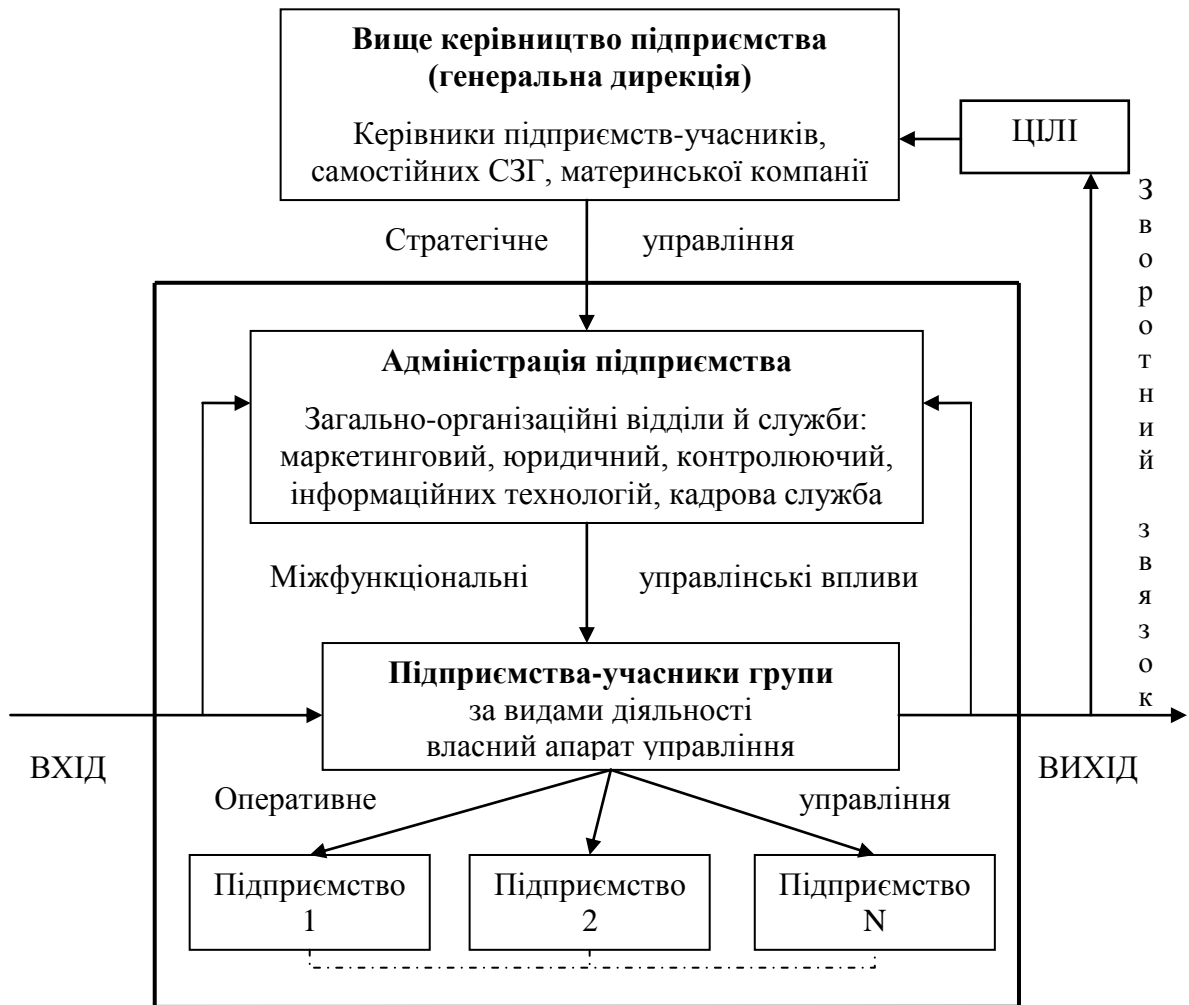 Вище керівництво підприємства
(генеральна дирекція)
Керівники підприємств-учасників,
самостійних СЗГ, материнської компанії
ЦІЛІ
Зворотний звязок
Стратегічне управління
Адміністрація підприємства
Загально-організаційні відділи й служби:
маркетинговий, юридичний, контролюючий,
інформаційних технологій, кадрова служба
Міжфункціональні управлінські впливи
Підприємства-учасники групи
за видами діяльності
власний апарат управління
ВХІД
ВИХІД
Оперативне управління
Підприємство
1
Підприємство
2
Підприємство
N